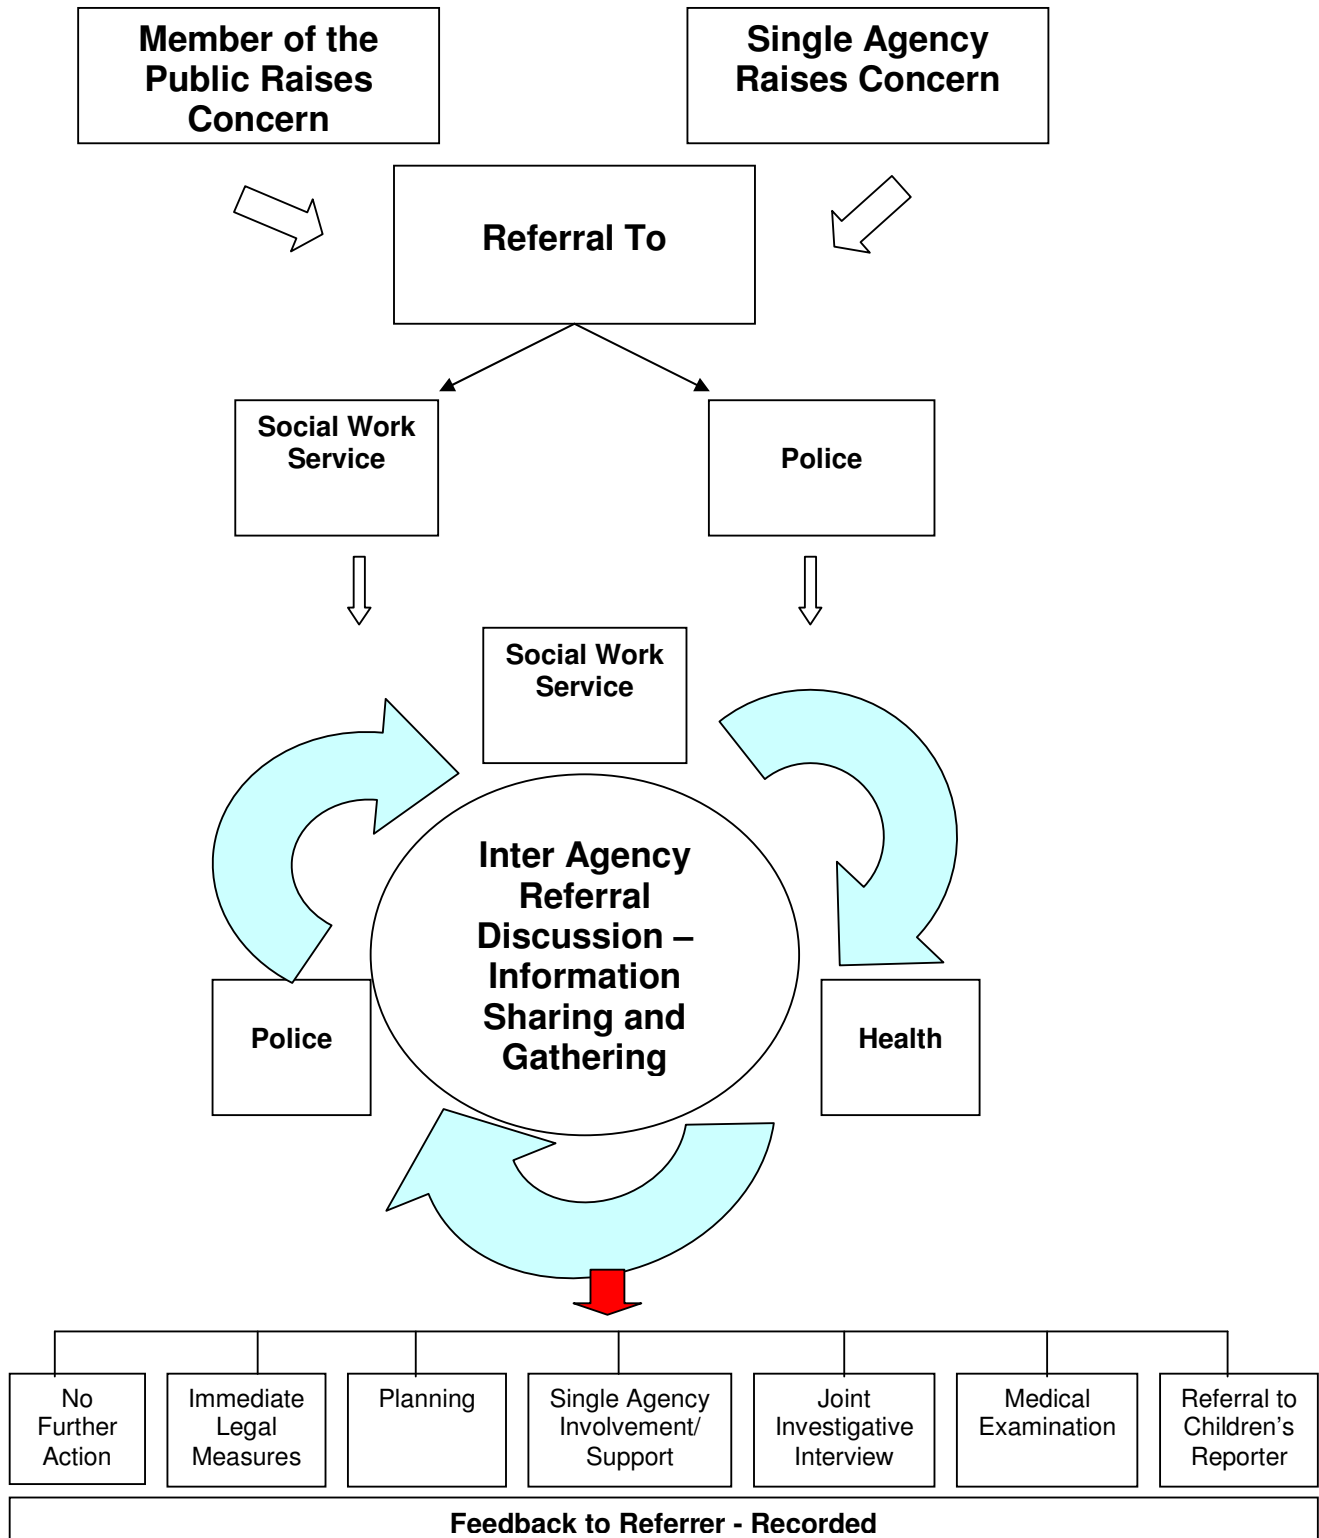 Member of the
Public Raises
Concern
Single Agency
Raises Concern
Referral To
Social Work
Service
Police
Social Work
Service
Inter Agency
Referral
Discussion –
Information
Sharing and
Gathering
Police
Health
No
Further
Action
Immediate
Legal
Measures
Planning
Single Agency
Involvement/
Support
Joint
Investigative
Interview
Medical
Examination
Referral to
Children's
Reporter
Feedback to Referrer - Recorded